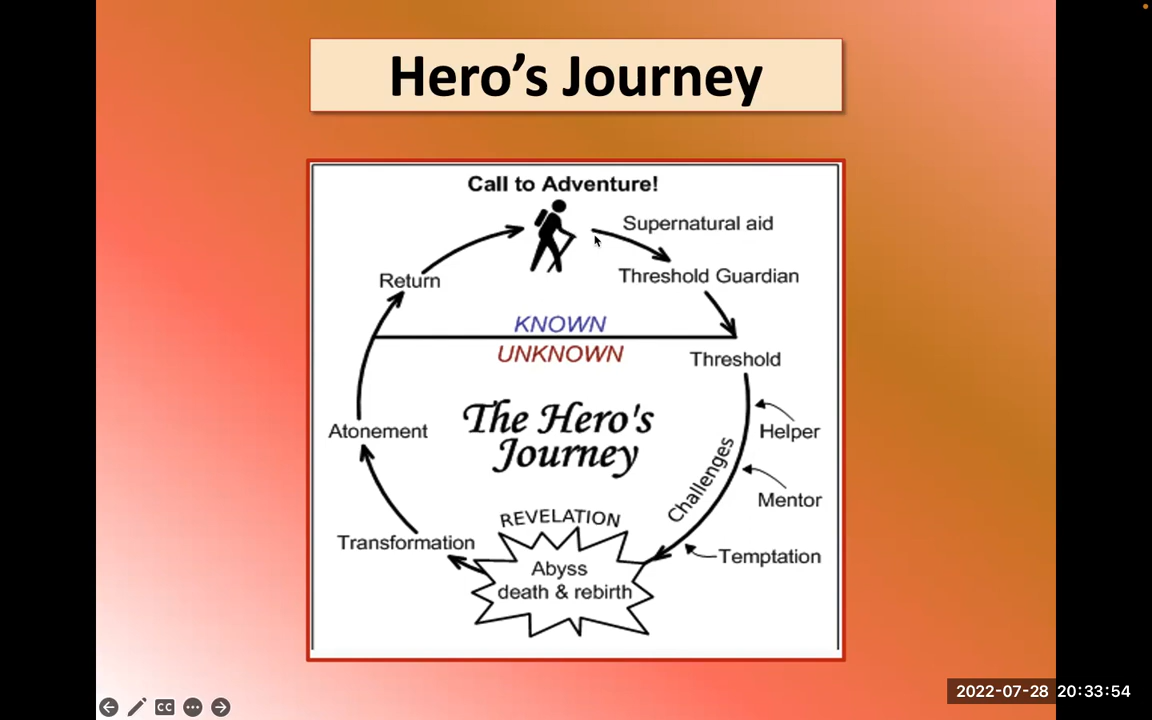 Hero's Journey
Call to Adventure!
Supernatural aid
Threshold Guardian
Return
KNOWN
UNKNOWN
Threshold
The Hero's
Journey
Helper
Atonement
Challenges
Mentor
REVELATION
Transformation
Temptation
Abyss
death & rebirth
CC
2022-07-28 20:33:54